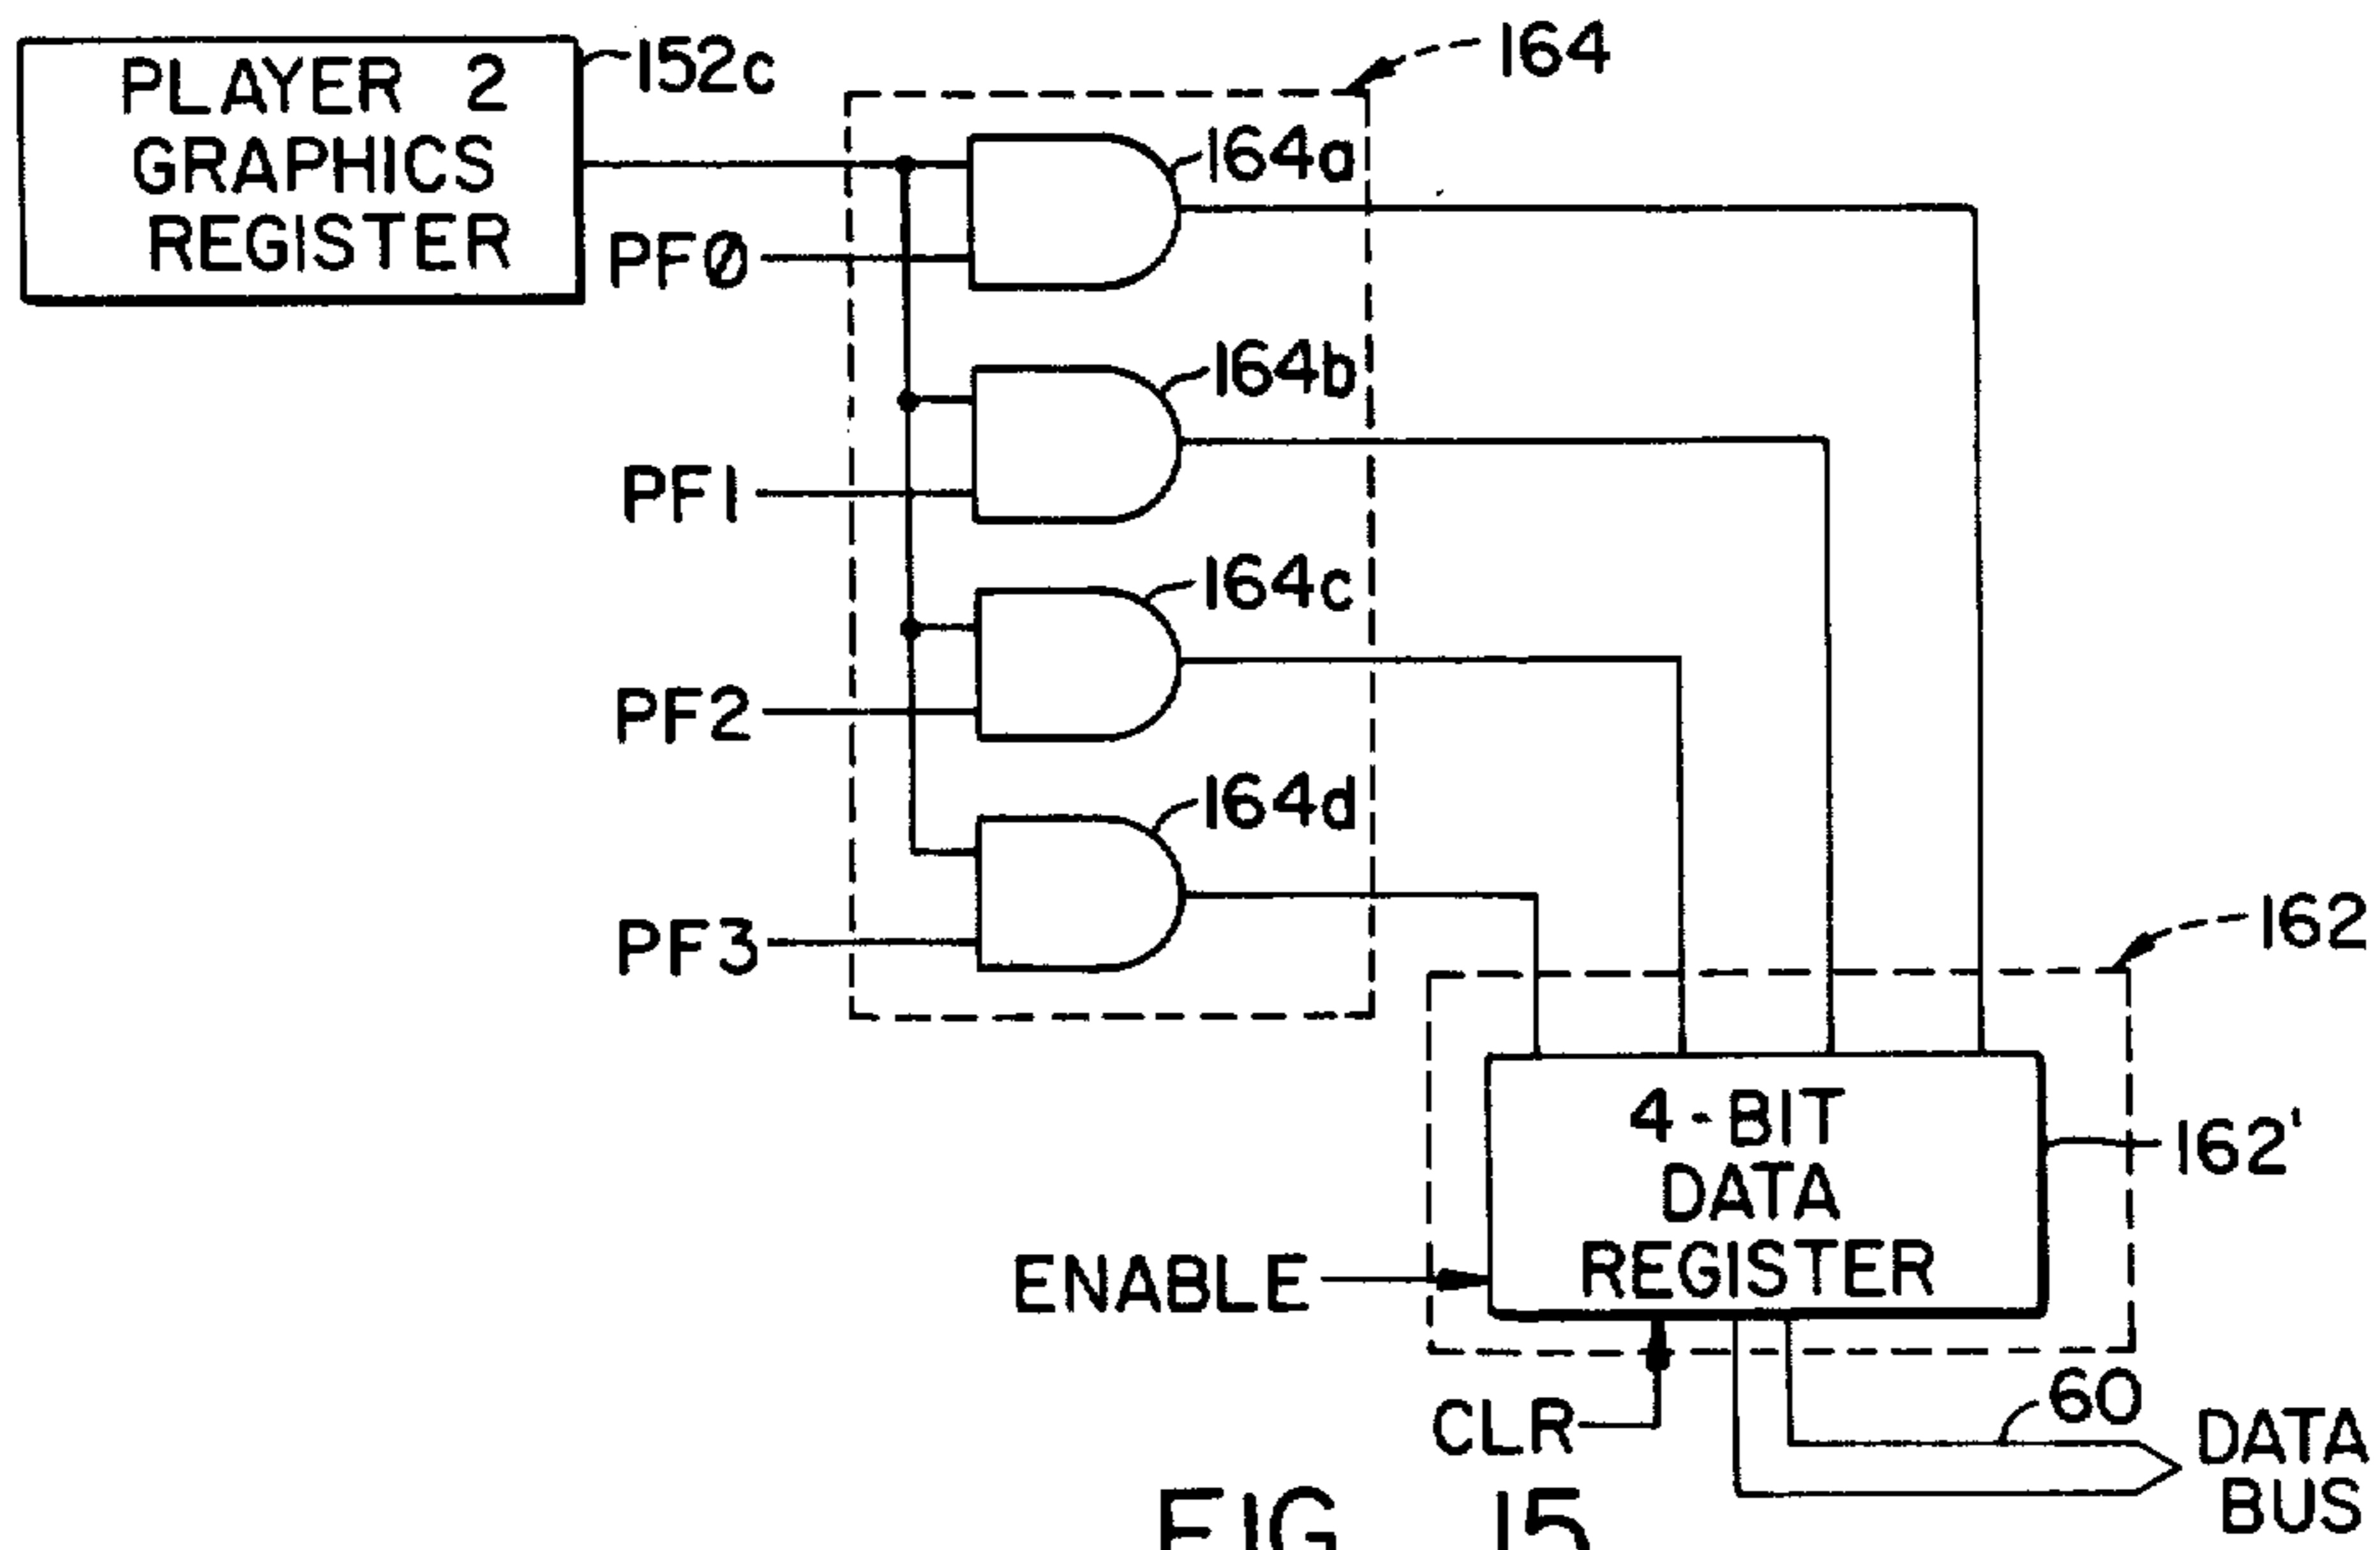 PLAYER 2
GRAPHICS
REGISTER
152c
164
164a
PFØ
164b
PF1
164c
PF2
164d
PF3
162
4-BIT
DATA
REGISTER
162'
ENABLE
CLR
60
DATA
BUS
FIG 15